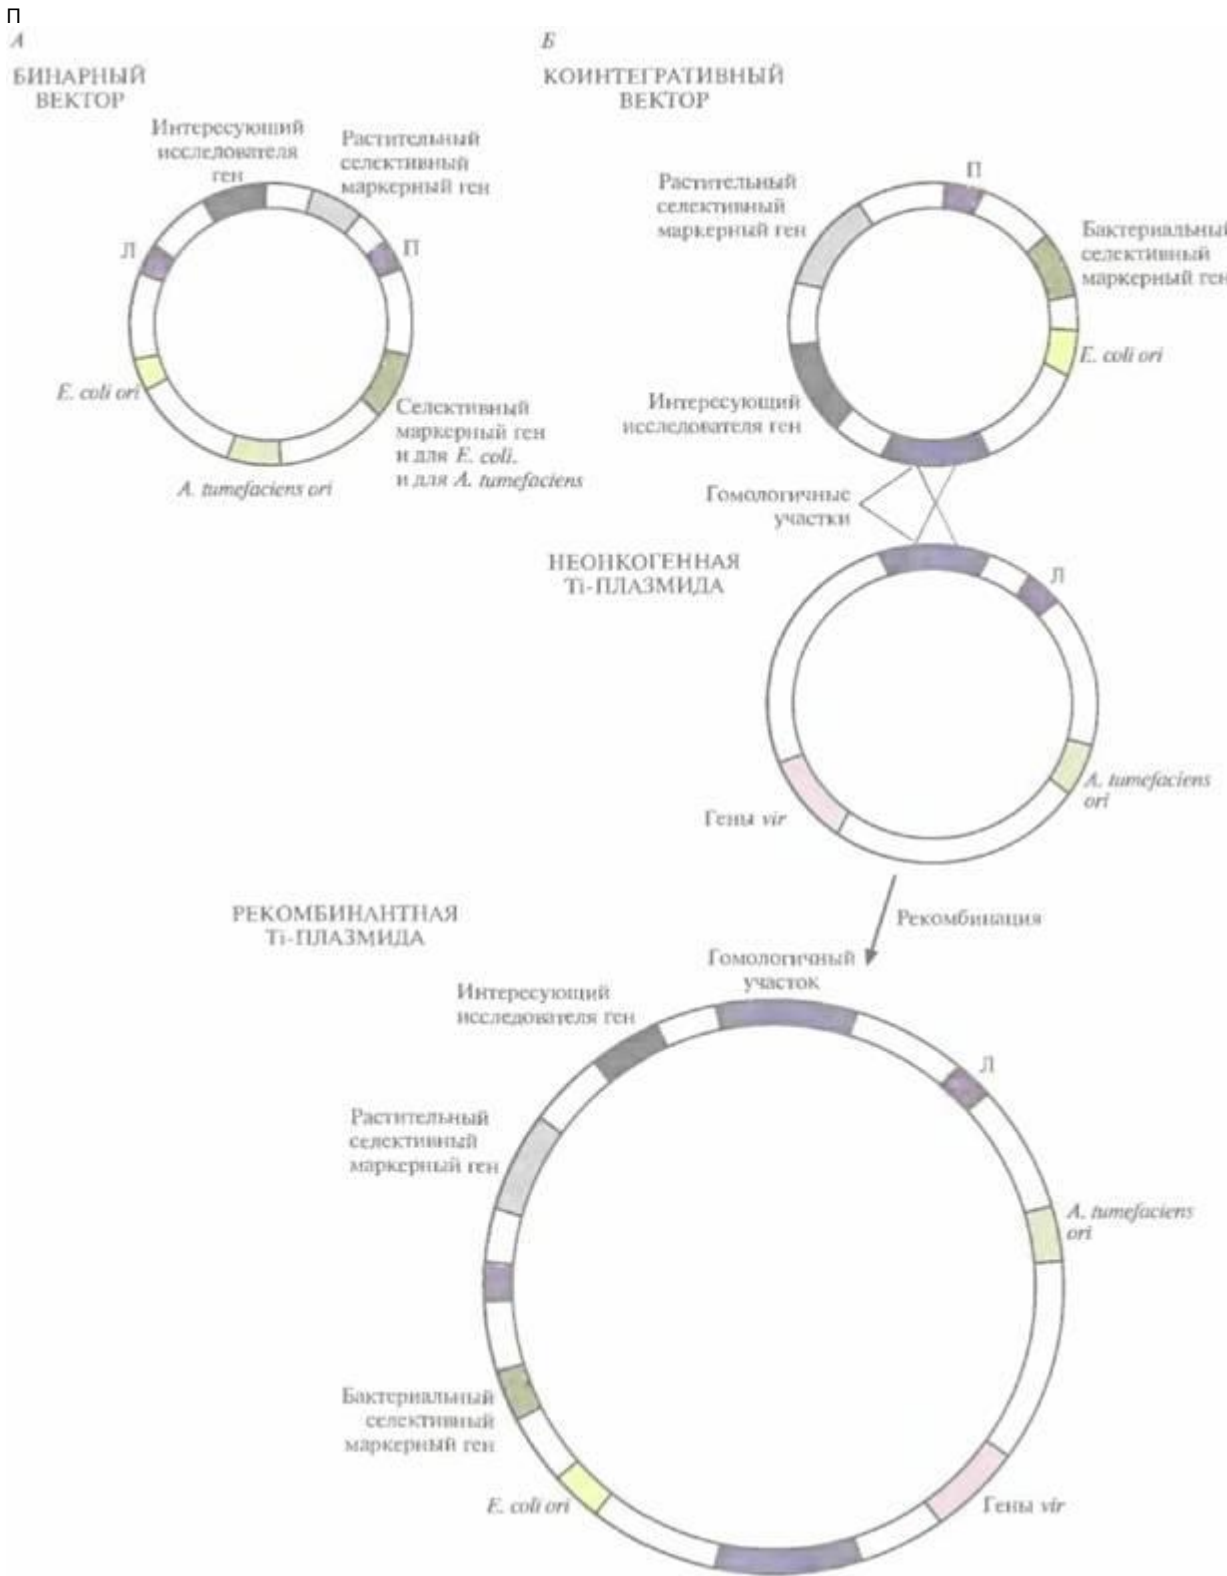 П
А
БИНАРНЫЙ
ВЕКТОР
Интересующий
исследователя
ген
Растительный
селективный
маркерный ген
Л
П
E. coli ori
A. tumefaciens ori
Селективный
маркерный ген
и для E. coli.
и для A. tumefaciens
Б
КОИНТЕГРАТИВНЫЙ
ВЕКТОР
П
Растительный
селективный
маркерный ген
Бактериальный
селективный
маркерный ген
E. coli ori
Интересующий
исследователя ген
Гомологичные
участки
НЕОНКОГЕННАЯ
Ti-ПЛАЗМИДА
Л
A. tumefaciens
ori
Гены vir
Рекомбинация
РЕКОМБИНАНТНАЯ
Ti-ПЛАЗМИДА
Гомологичный
участок
Интересующий
исследователя ген
Л
Растительный
селективный
маркерный ген
A. tumefaciens
ori
Бактериальный
селективный
маркерный ген
E. coli ori
Гены vir